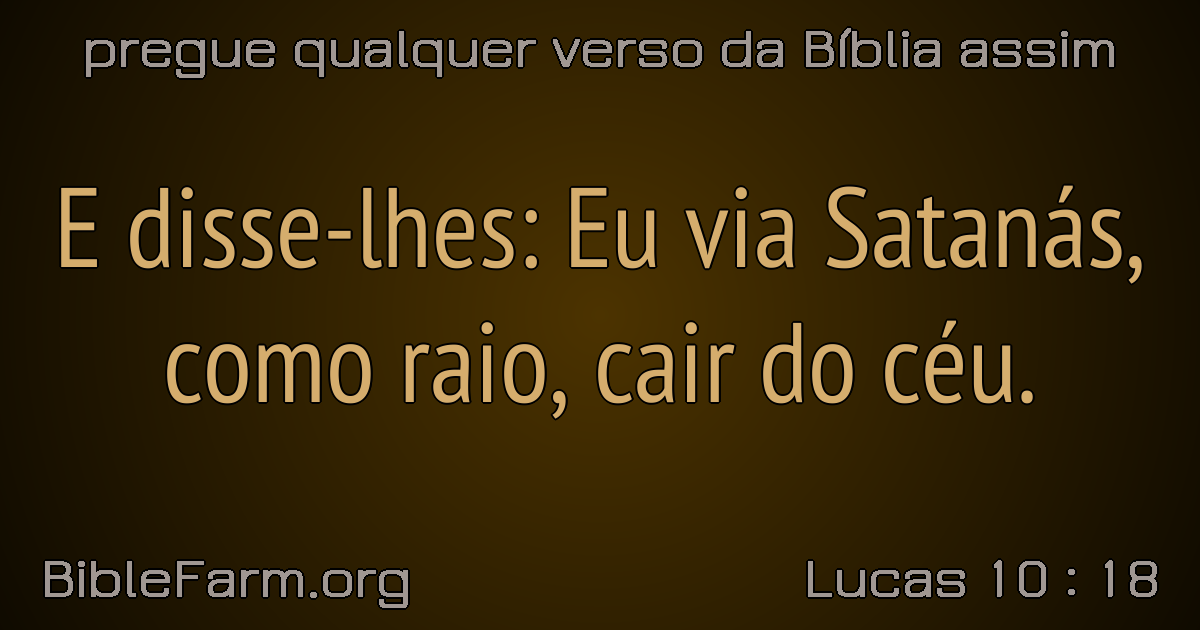 pregue qualquer verso da Bíblia assim
E disse-lhes: Eu via Satanás,
como raio, cair do céu.
BibleFarm.org
Lucas 10 : 18